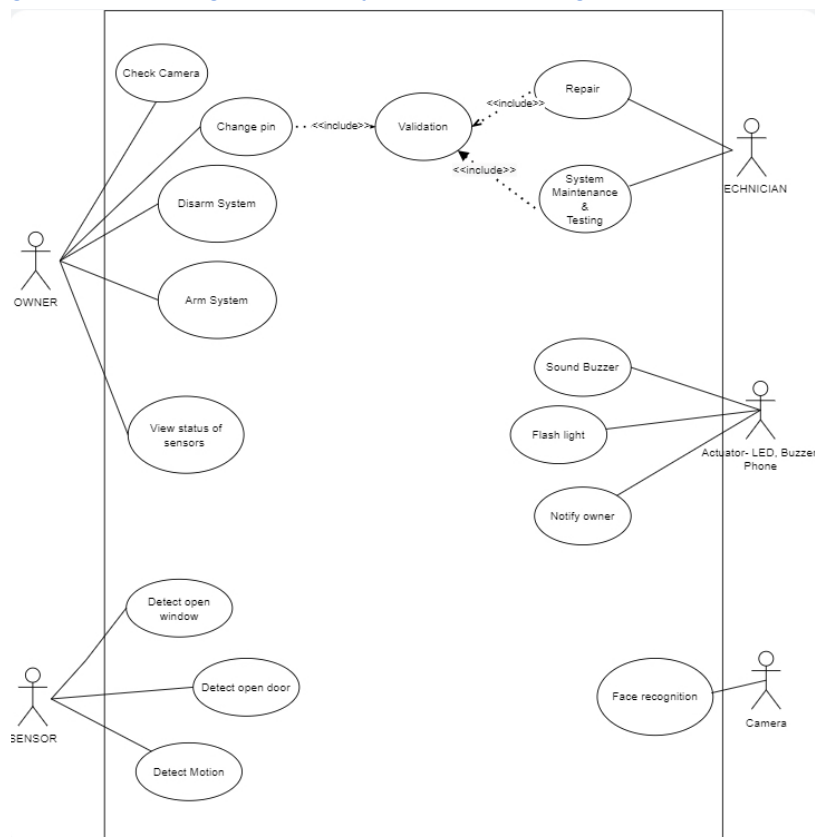 Check Camera
Repair
Change pin
<<include>>
Validation
<<include>>
<<include>>
System
Maintenance
&
Testing
ECHNICIAN
Disarm System
OWNER
Arm System
Sound Buzzer
View status of
sensors
Flash light
Actuator- LED, Buzzer
Phone
Notify owner
Detect open
window
Detect open door
Face recognition
SENSOR
Camera
Detect Motion